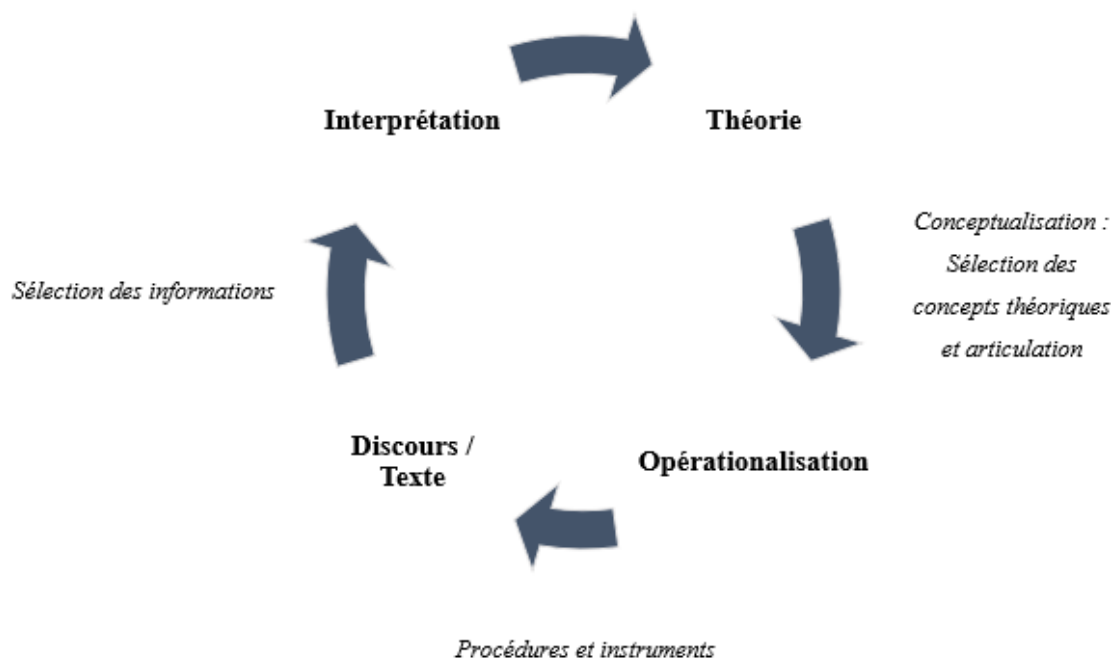 Interprétation
Théorie
Conceptualisation :
Sélection des
concepts théoriques
et articulation
Sélection des informations
Discours /
Texte
Opérationalisation
Procédures et instruments